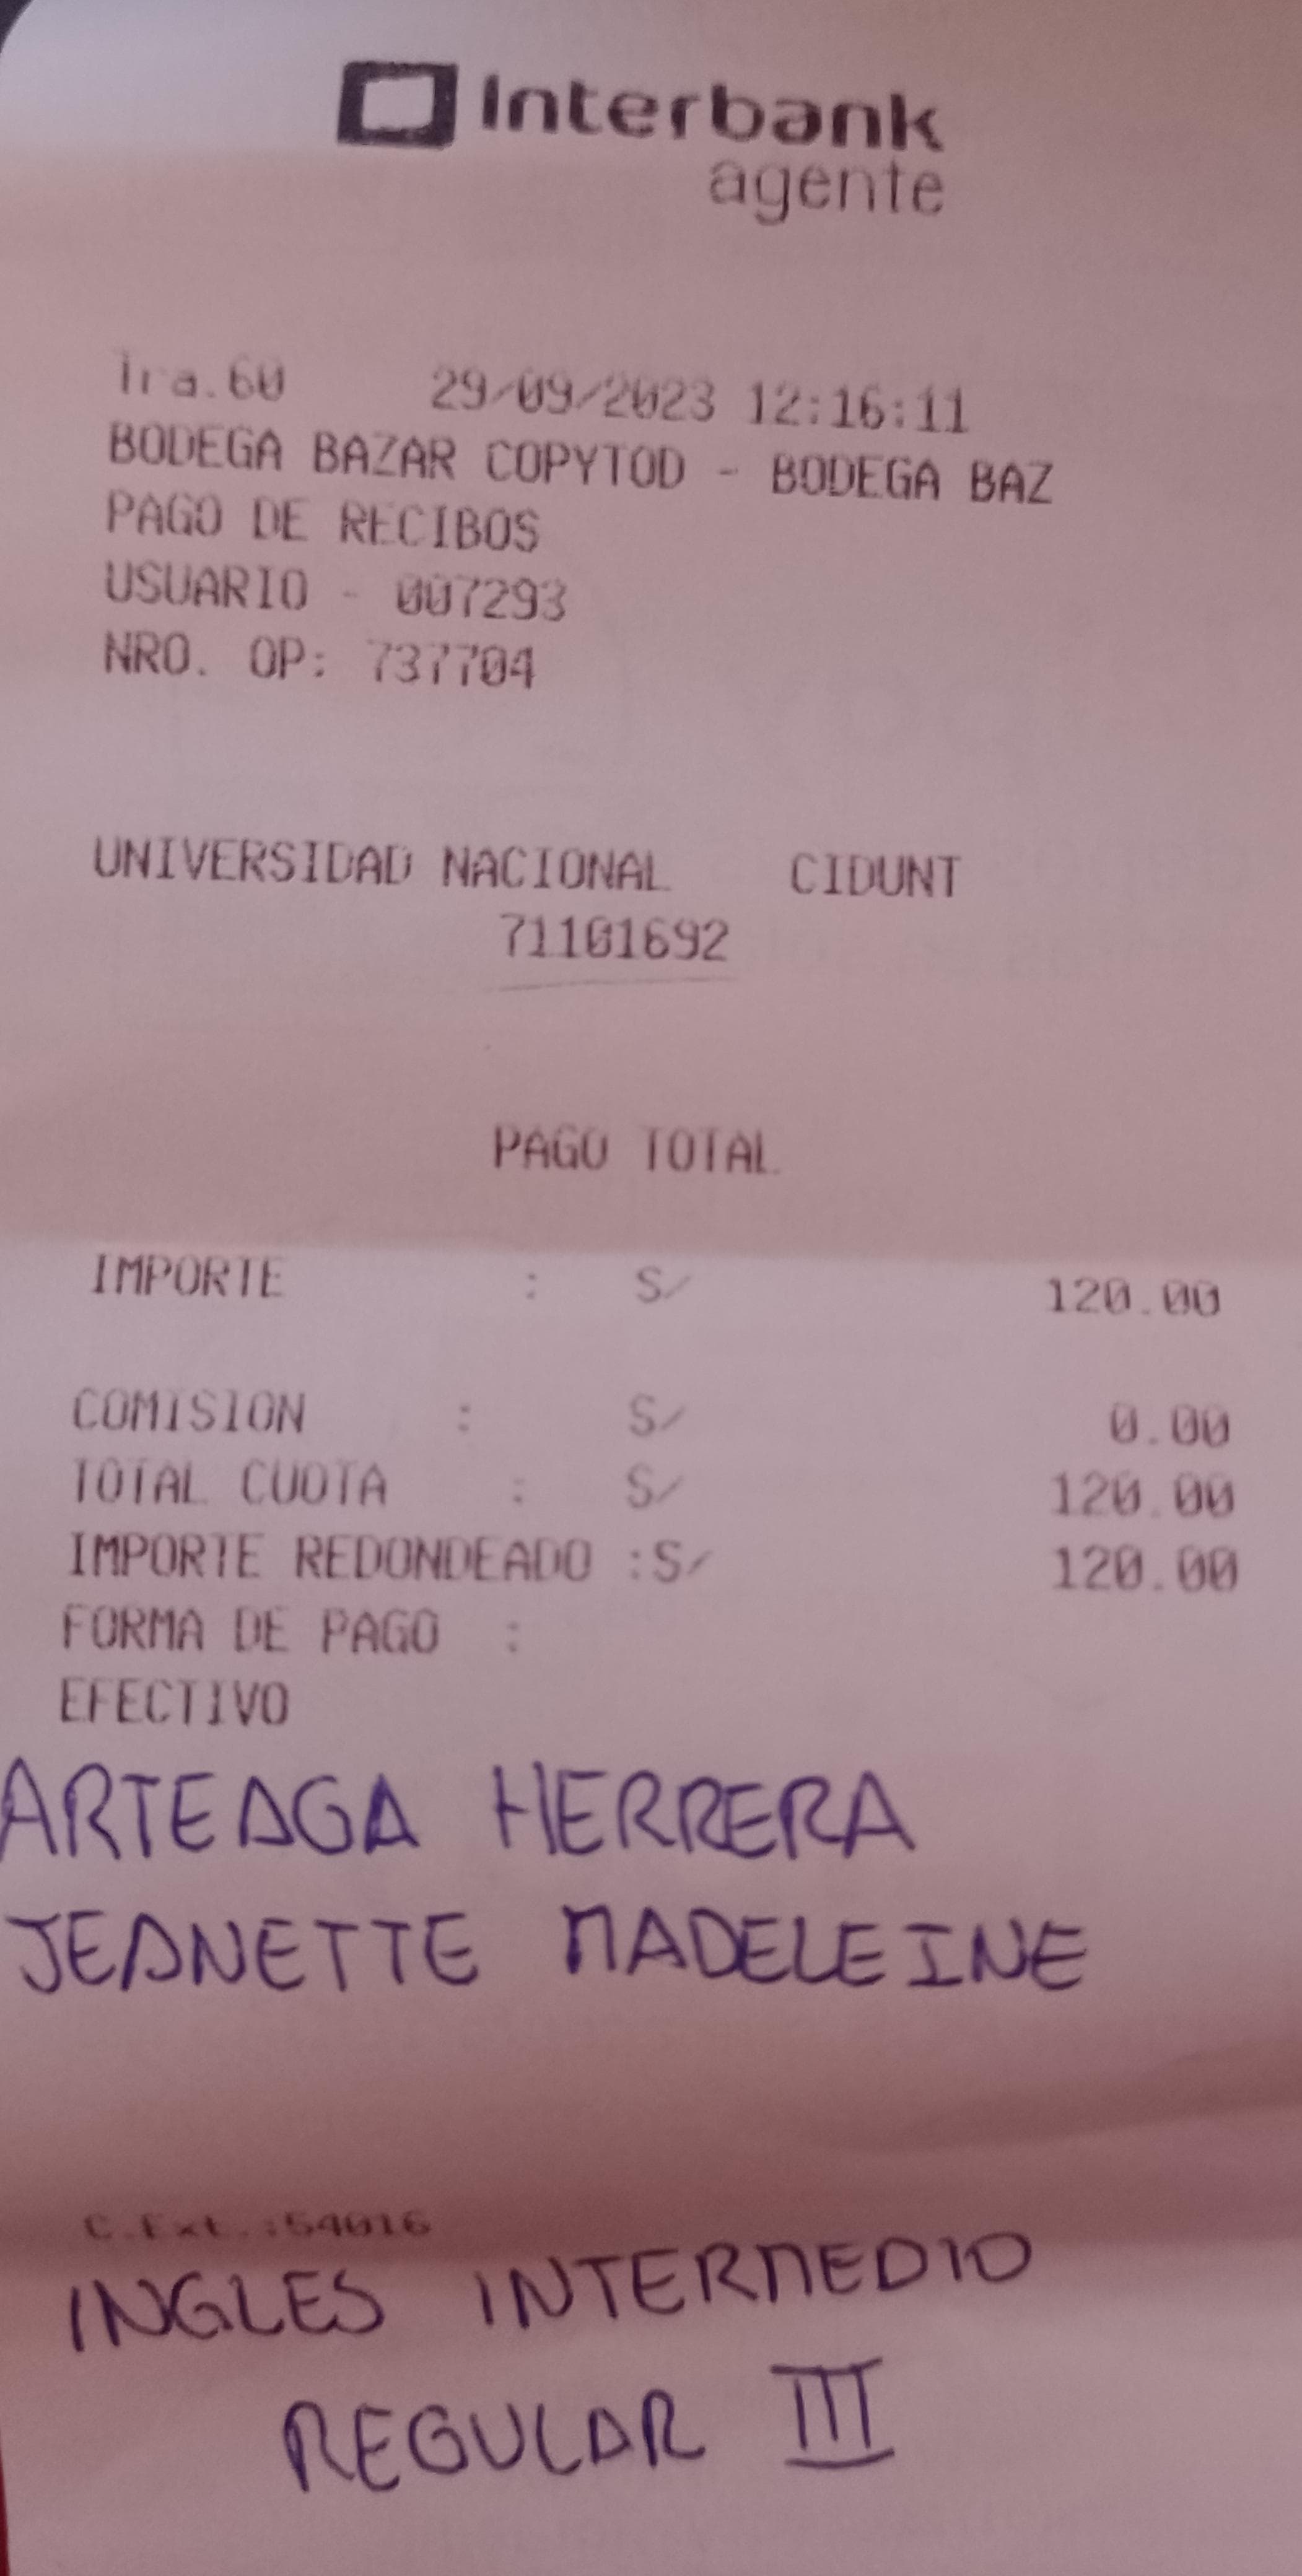 Interbank
agente
Tra.60 29/09/2023 12:16:11
BODEGA BAZAR COPYTOD - BODEGA BAZ
PAGO DE RECIBOS
USUARIO - 007293
NRO. OP: 737704
UNIVERSIDAD NACIONAL CIDUNT
71101692
PAGO TOTAL
IMPORTE : S/ 120.00
COMISION : S/ 0.00
TOTAL CUOTA : S/ 120.00
IMPORTE REDONDEADO :S/ 120.00
FORMA DE PAGO :
EFECTIVO
ARTEAGA HERRERA
JEANETTE MADELEINE
C.Ext.:54016
INGLES INTERMEDIO
REGULAR III